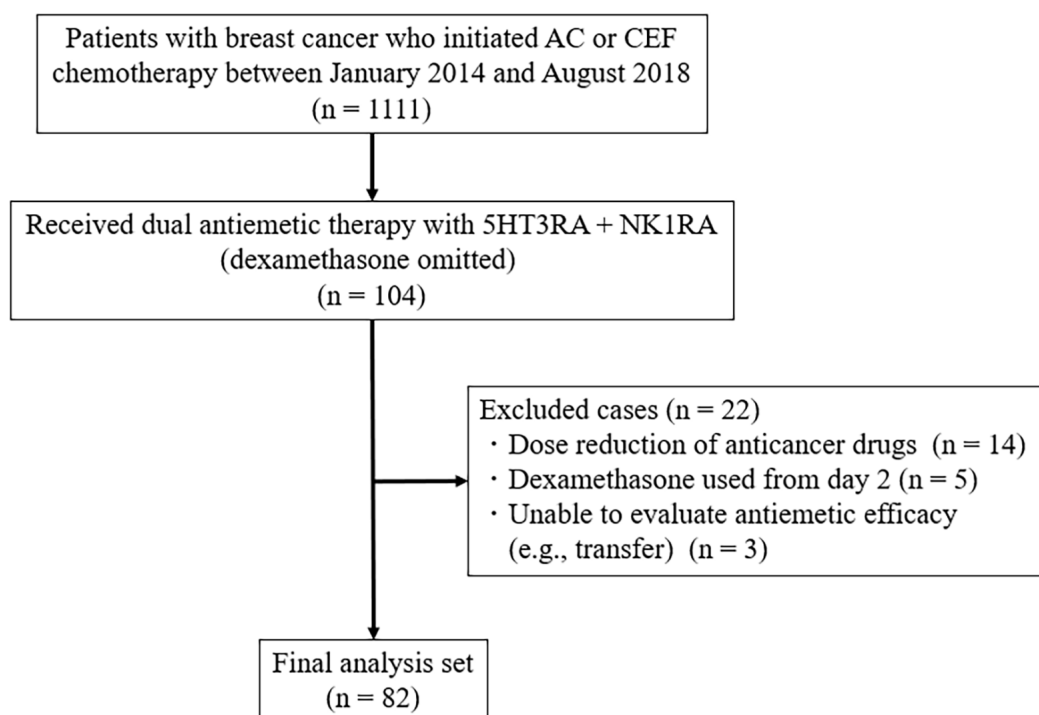 Patients with breast cancer who initiated AC or CEF
chemotherapy between January 2014 and August 2018
(n = 1111)
Received dual antiemetic therapy with 5HT3RA + NK1RA
(dexamethasone omitted)
(n = 104)
Excluded cases (n = 22)
・Dose reduction of anticancer drugs (n = 14)
・Dexamethasone used from day 2 (n = 5)
・Unable to evaluate antiemetic efficacy
(e.g., transfer) (n = 3)
Final analysis set
(n = 82)